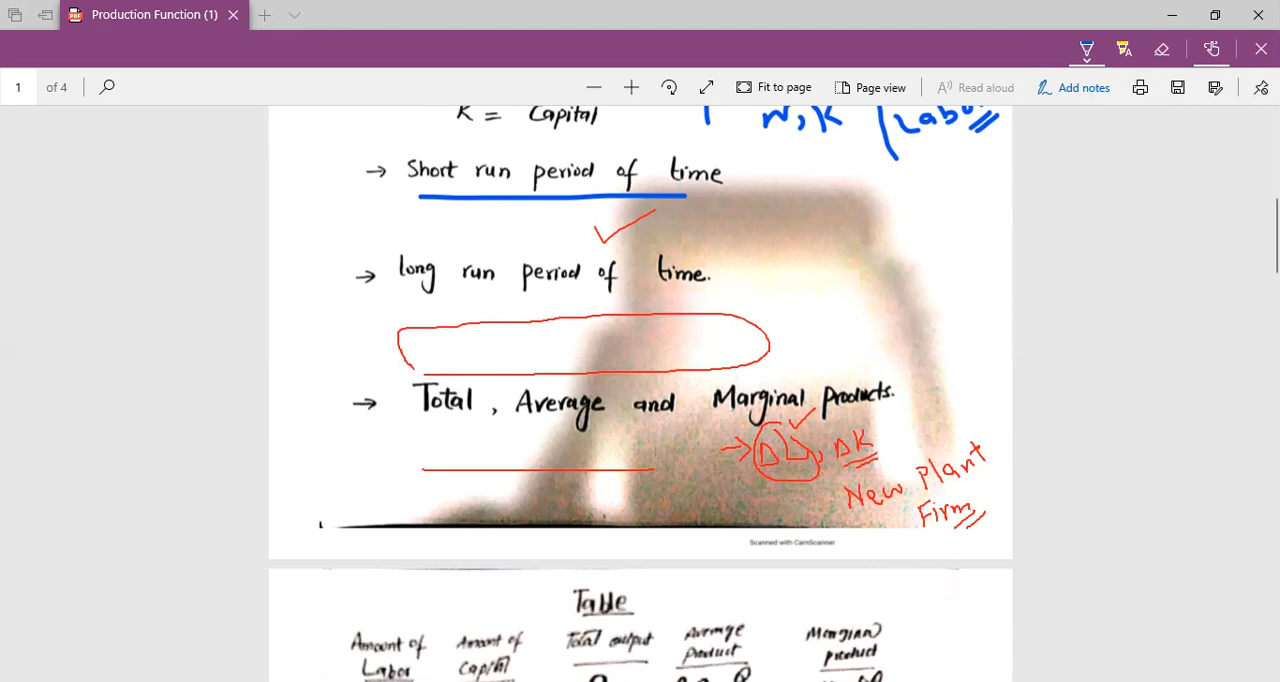 Production Function (1)
1 of 4
Fit to page
Page view
Read aloud
Add notes
K = Capital
N, K
Labo
→ Short run period of time
→ long run period of time.
→ Total, Average and Marginal Products.
→ ΔL, ΔK
New Plant
Firm
Scanned with CamScanner
Table
Amount of Labor
Amount of Capital
Total output
Average Product
Marginal product